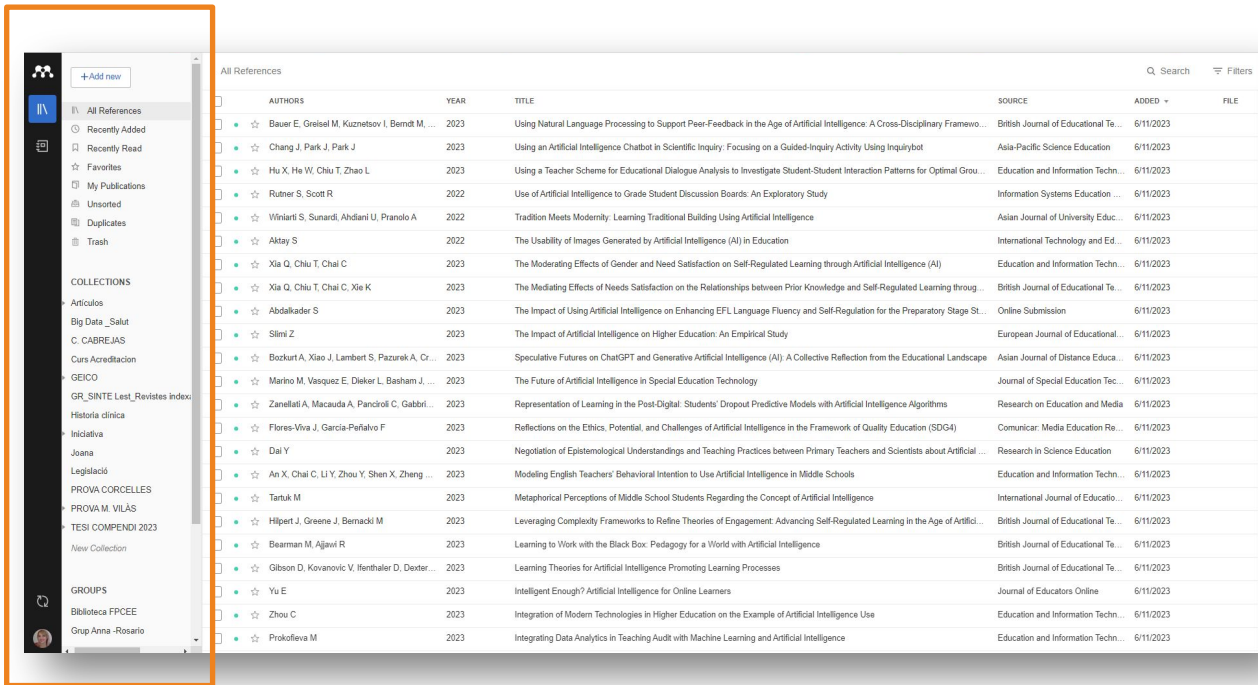 +Add new
All References
Recently Added
Recently Read
Favorites
My Publications
Unsorted
Duplicates
Trash
COLLECTIONS
Artículos
Big Data _Salut
C. CABREJAS
Curs Acreditacion
GEICO
GR_SINTE Lest_Revistes indexa
Historia clínica
Iniciativa
Joana
Legislació
PROVA CORCELLES
PROVA M. VILÀS
TESI COMPENDI 2023
New Collection
GROUPS
Biblioteca FPCEE
Grup Anna -Rosario
All References Search Filters
AUTHORS YEAR TITLE SOURCE ADDED FILE
Bauer E, Greisel M, Kuznetsov I, Berndt M, ... 2023 Using Natural Language Processing to Support Peer-Feedback in the Age of Artificial Intelligence: A Cross-Disciplinary Framewo... British Journal of Educational Te... 6/11/2023
Chang J, Park J, Park J 2023 Using an Artificial Intelligence Chatbot in Scientific Inquiry: Focusing on a Guided-Inquiry Activity Using Inquirybot Asia-Pacific Science Education 6/11/2023
Hu X, He W, Chiu T, Zhao L 2023 Using a Teacher Scheme for Educational Dialogue Analysis to Investigate Student-Student Interaction Patterns for Optimal Grou... Education and Information Techn... 6/11/2023
Rutner S, Scott R 2022 Use of Artificial Intelligence to Grade Student Discussion Boards: An Exploratory Study Information Systems Education ... 6/11/2023
Winiarti S, Sunardi, Ahdiani U, Pranolo A 2022 Tradition Meets Modernity: Learning Traditional Building Using Artificial Intelligence Asian Journal of University Educ... 6/11/2023
Aktay S 2022 The Usability of Images Generated by Artificial Intelligence (AI) in Education International Technology and Ed... 6/11/2023
Xia Q, Chiu T, Chai C 2023 The Moderating Effects of Gender and Need Satisfaction on Self-Regulated Learning through Artificial Intelligence (AI) Education and Information Techn... 6/11/2023
Xia Q, Chiu T, Chai C, Xie K 2023 The Mediating Effects of Needs Satisfaction on the Relationships between Prior Knowledge and Self-Regulated Learning throug... British Journal of Educational Te... 6/11/2023
Abdalkader S 2023 The Impact of Using Artificial Intelligence on Enhancing EFL Language Fluency and Self-Regulation for the Preparatory Stage St... Online Submission 6/11/2023
Slimi Z 2023 The Impact of Artificial Intelligence on Higher Education: An Empirical Study European Journal of Educational... 6/11/2023
Bozkurt A, Xiao J, Lambert S, Pazurek A, Cr... 2023 Speculative Futures on ChatGPT and Generative Artificial Intelligence (AI): A Collective Reflection from the Educational Landscape Asian Journal of Distance Educa... 6/11/2023
Marino M, Vasquez E, Dieker L, Basham J, ... 2023 The Future of Artificial Intelligence in Special Education Technology Journal of Special Education Tec... 6/11/2023
Zanellati A, Macauda A, Panciroli C, Gabbri... 2023 Representation of Learning in the Post-Digital: Students' Dropout Predictive Models with Artificial Intelligence Algorithms Research on Education and Media 6/11/2023
Flores-Viva J, García-Peñalvo F 2023 Reflections on the Ethics, Potential, and Challenges of Artificial Intelligence in the Framework of Quality Education (SDG4) Comunicar: Media Education Re... 6/11/2023
Dai Y 2023 Negotiation of Epistemological Understandings and Teaching Practices between Primary Teachers and Scientists about Artificial ... Research in Science Education 6/11/2023
An X, Chai C, Li Y, Zhou Y, Shen X, Zheng ... 2023 Modeling English Teachers' Behavioral Intention to Use Artificial Intelligence in Middle Schools Education and Information Techn... 6/11/2023
Tartuk M 2023 Metaphorical Perceptions of Middle School Students Regarding the Concept of Artificial Intelligence International Journal of Educatio... 6/11/2023
Hilpert J, Greene J, Bernacki M 2023 Leveraging Complexity Frameworks to Refine Theories of Engagement: Advancing Self-Regulated Learning in the Age of Artifici... British Journal of Educational Te... 6/11/2023
Bearman M, Ajjawi R 2023 Learning to Work with the Black Box: Pedagogy for a World with Artificial Intelligence British Journal of Educational Te... 6/11/2023
Gibson D, Kovanovic V, Ifenthaler D, Dexter... 2023 Learning Theories for Artificial Intelligence Promoting Learning Processes British Journal of Educational Te... 6/11/2023
Yu E 2023 Intelligent Enough? Artificial Intelligence for Online Learners Journal of Educators Online 6/11/2023
Zhou C 2023 Integration of Modern Technologies in Higher Education on the Example of Artificial Intelligence Use Education and Information Techn... 6/11/2023
Prokofieva M 2023 Integrating Data Analytics in Teaching Audit with Machine Learning and Artificial Intelligence Education and Information Techn... 6/11/2023